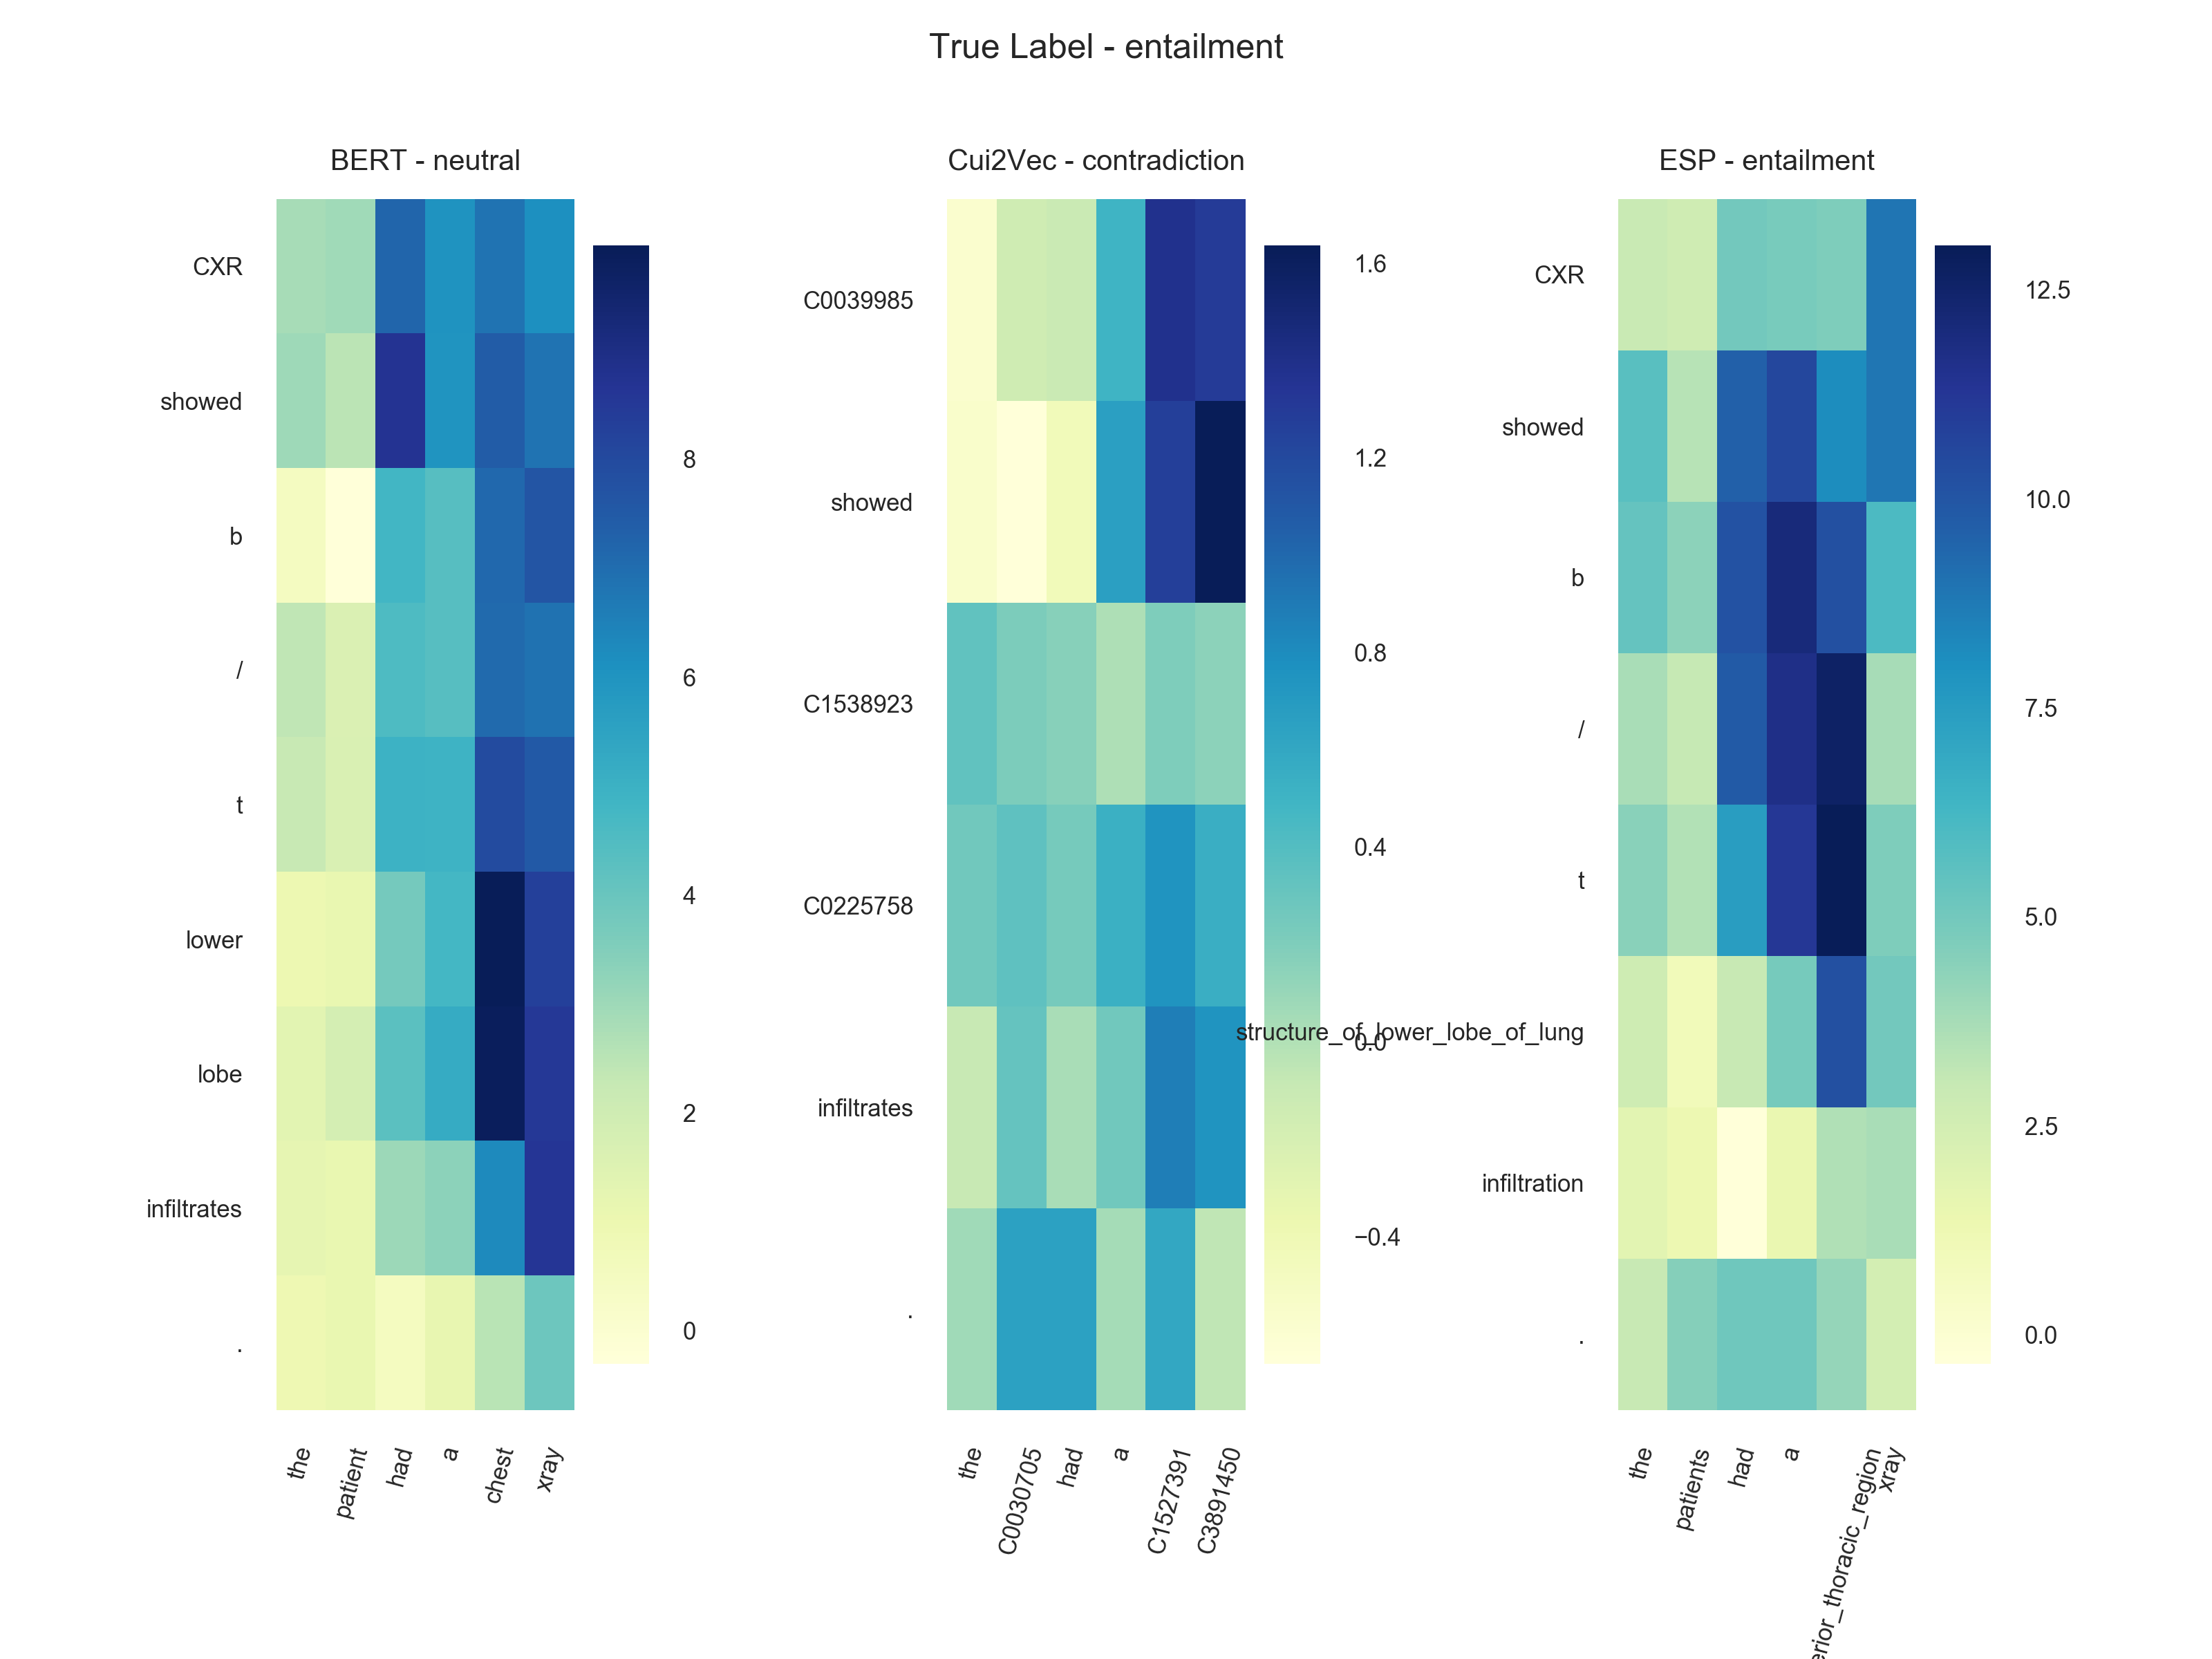 True Label - entailment
BERT - neutral
CXR
showed
b
/
t
lower
lobe
infiltrates
.
the
patient
had
a
chest
xray
8
6
4
2
0
Cui2Vec - contradiction
C0039985
showed
C1538923
C0225758
infiltrates
.
the
C0030705
had
a
C1527391
C3891450
1.6
1.2
0.8
0.4
0.0
−0.4
ESP - entailment
CXR
showed
b
/
t
structure_of_lower_lobe_of_lung
infiltration
.
the
patients
had
a
erior_thoracic_region
xray
12.5
10.0
7.5
5.0
2.5
0.0